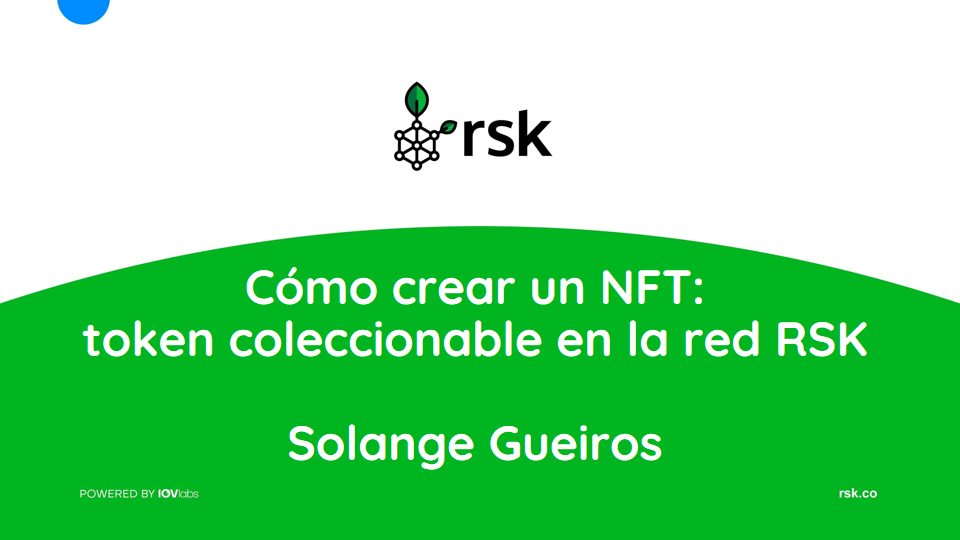 rsk
Cómo crear un NFT:
token coleccionable en la red RSK
Solange Gueiros
POWERED BY IOVlabs
rsk.co